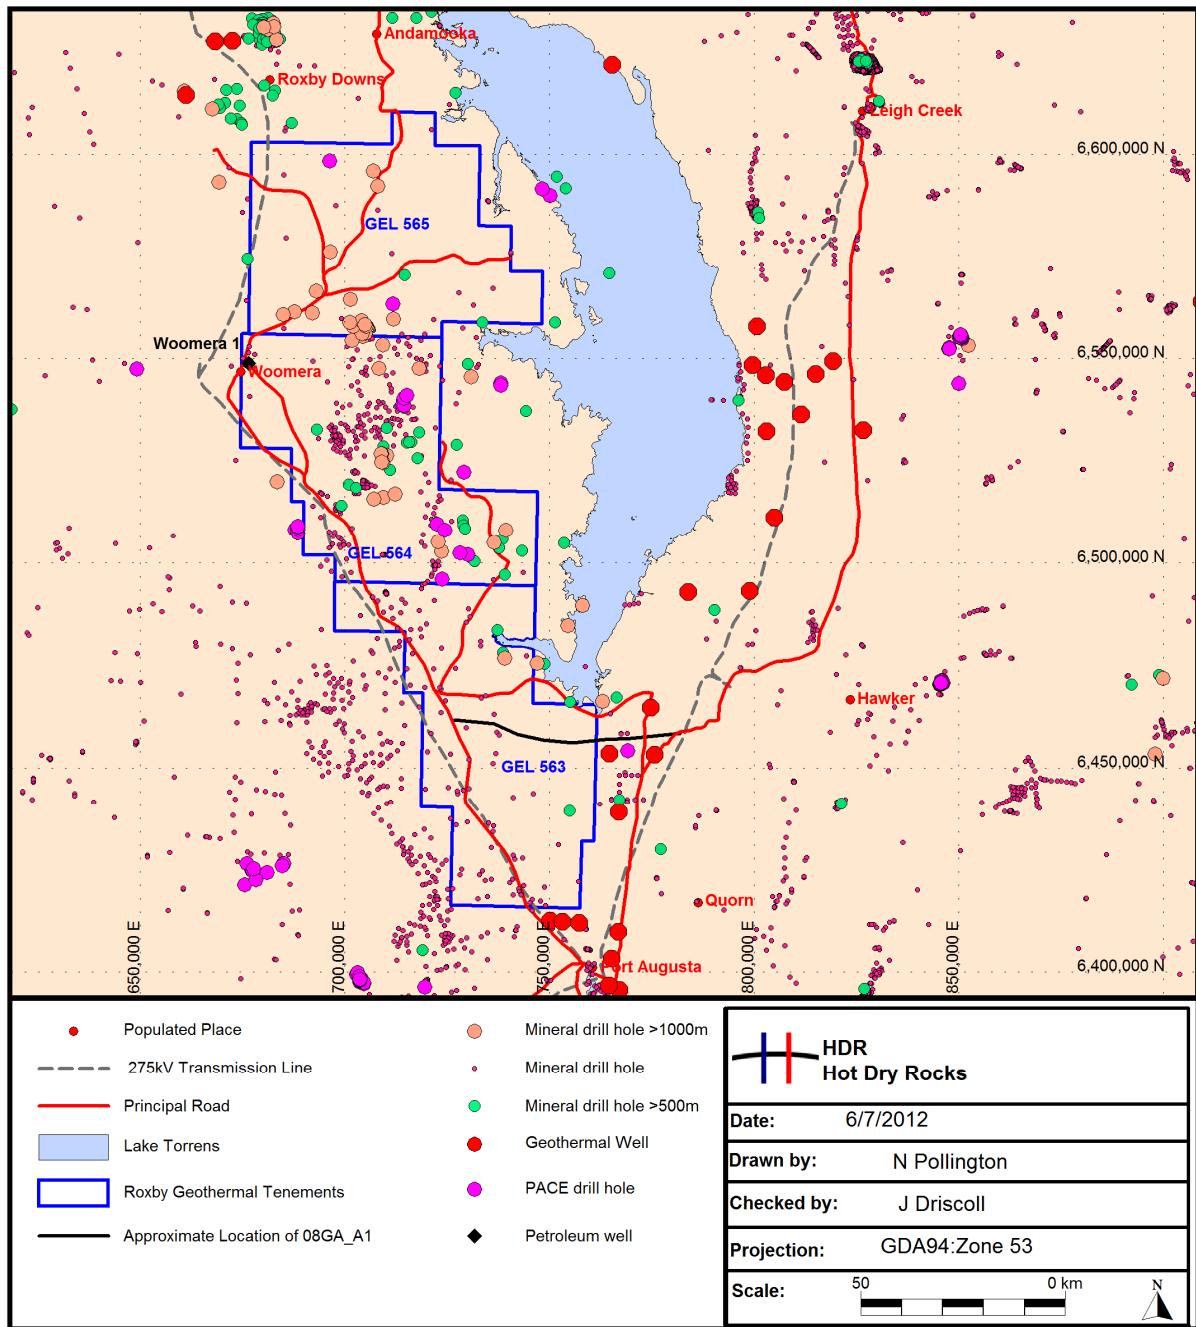 Andamooka
Roxby Downs
Leigh Creek
6,600,000 N
GEL 565
Woomera 1
6,550,000 N
Woomera
GEL 564
6,500,000 N
Hawker
GEL 563
6,450,000 N
Quorn
650,000 E
700,000 E
750,000 E
800,000 E
850,000 E
Port Augusta
6,400,000 N
Populated Place
275kV Transmission Line
Principal Road
Lake Torrens
Roxby Geothermal Tenements
Approximate Location of 08GA_A1
Mineral drill hole >1000m
Mineral drill hole
Mineral drill hole >500m
Geothermal Well
PACE drill hole
Petroleum well
HDR
Hot Dry Rocks
Date: 6/7/2012
Drawn by: N Pollington
Checked by: J Driscoll
Projection: GDA94:Zone 53
Scale: 50 0 km
N